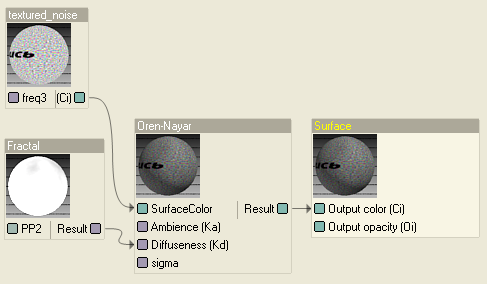 textured_noise
freq3 (Ci)
Fractal
PP2 Result
Oren-Nayar
SurfaceColor Result
Ambience (Ka)
Diffuseness (Kd)
sigma
Surface
Output color (Ci)
Output opacity (Oi)